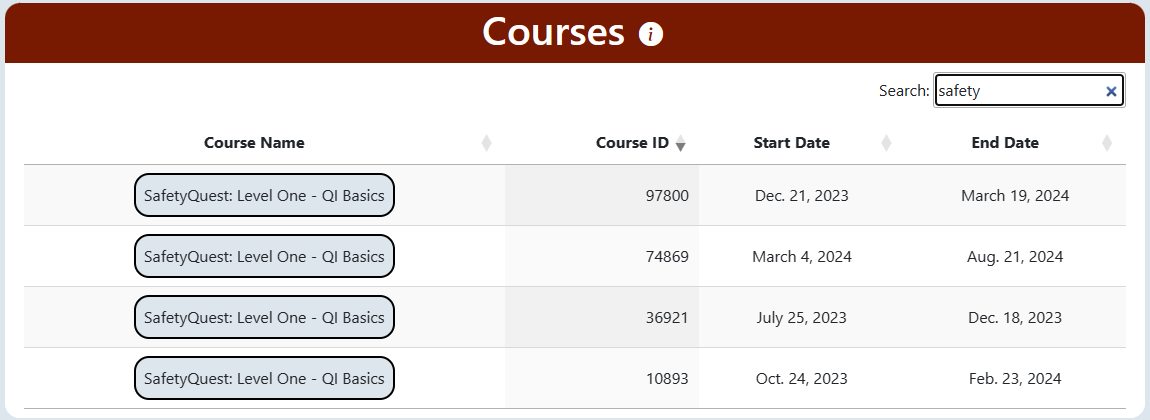 Courses i
Search: safety ×
Course Name Course ID Start Date End Date
SafetyQuest: Level One - QI Basics 97800 Dec. 21, 2023 March 19, 2024
SafetyQuest: Level One - QI Basics 74869 March 4, 2024 Aug. 21, 2024
SafetyQuest: Level One - QI Basics 36921 July 25, 2023 Dec. 18, 2023
SafetyQuest: Level One - QI Basics 10893 Oct. 24, 2023 Feb. 23, 2024